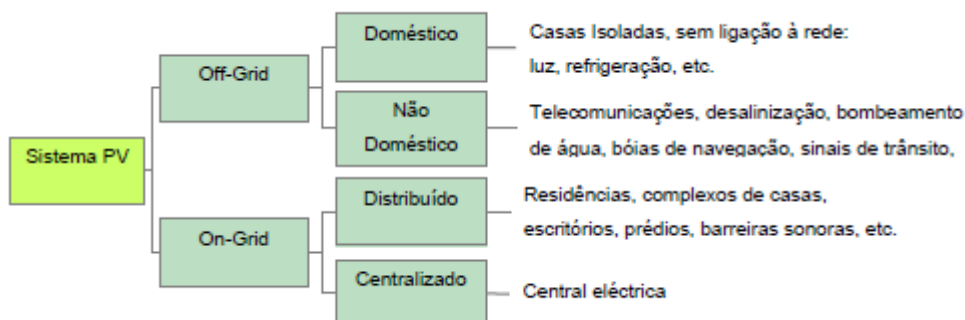 Doméstico
Casas Isoladas, sem ligação à rede:
luz, refrigeração, etc.
Off-Grid
Não
Doméstico
Telecomunicações, desalinização, bombeamento
de água, bóias de navegação, sinais de trânsito,
Sistema PV
Distribuído
Residências, complexos de casas,
escritórios, prédios, barreiras sonoras, etc.
On-Grid
Centralizado
Central eléctrica